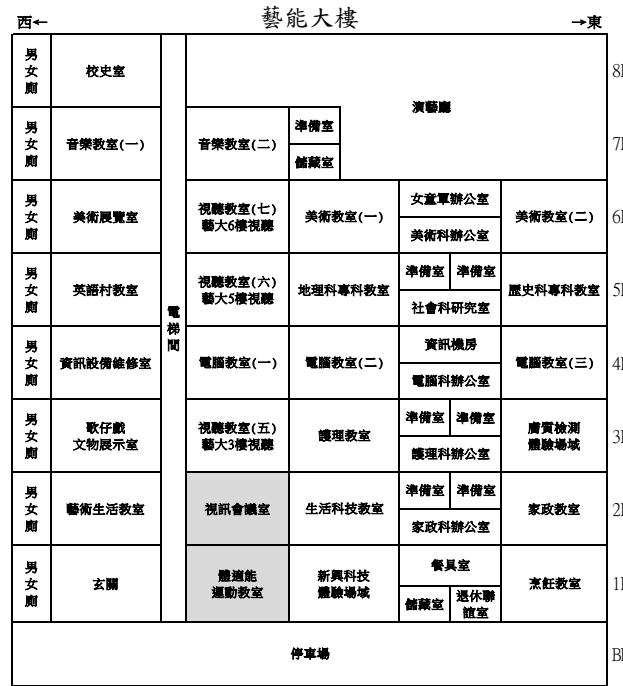 藝能大樓
西←
→東
男女廁
校史室
演藝廳
8
男女廁
音樂教室(一)
音樂教室(二)
準備室
儲藏室
7
男女廁
美術展覽室
視聽教室(七)
藝大6樓視聽
美術教室(一)
女童軍辦公室
美術科辦公室
美術教室(二)
6
男女廁
英語村教室
視聽教室(六)
藝大5樓視聽
地理科專科教室
準備室
準備室
社會科研究室
歷史科專科教室
5
電梯間
男女廁
資訊設備維修室
電腦教室(一)
電腦教室(二)
資訊機房
電腦科辦公室
電腦教室(三)
4
男女廁
歌仔戲
文物展示室
視聽教室(五)
藝大3樓視聽
護理教室
準備室
準備室
護理科辦公室
膚質檢測
體驗場域
3
男女廁
藝術生活教室
視訊會議室
生活科技教室
準備室
準備室
家政科辦公室
家政教室
2
男女廁
玄關
體適能
運動教室
新興科技
體驗場域
餐具室
儲藏室
退休聯
誼室
烹飪教室
1
停車場
B